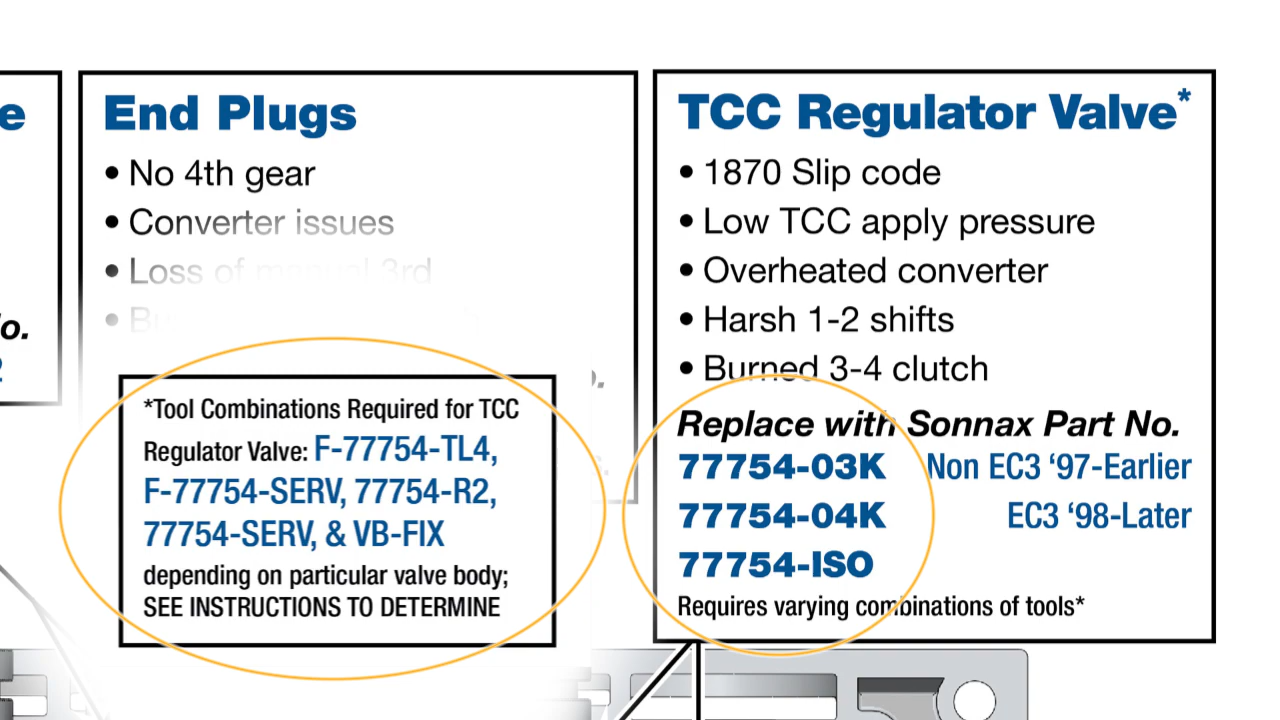 e
o.
End Plugs
• No 4th gear
• Converter issues
• Loss of manual 3rd
*Tool Combinations Required for TCC
Regulator Valve: F-77754-TL4,
F-77754-SERV, 77754-R2,
77754-SERV, & VB-FIX
depending on particular valve body;
SEE INSTRUCTIONS TO DETERMINE
TCC Regulator Valve*
• 1870 Slip code
• Low TCC apply pressure
• Overheated converter
• Harsh 1-2 shifts
• Burned 3-4 clutch
Replace with Sonnax Part No.
77754-03K Non EC3 ‘97-Earlier
77754-04K EC3 ‘98-Later
77754-ISO
Requires varying combinations of tools*